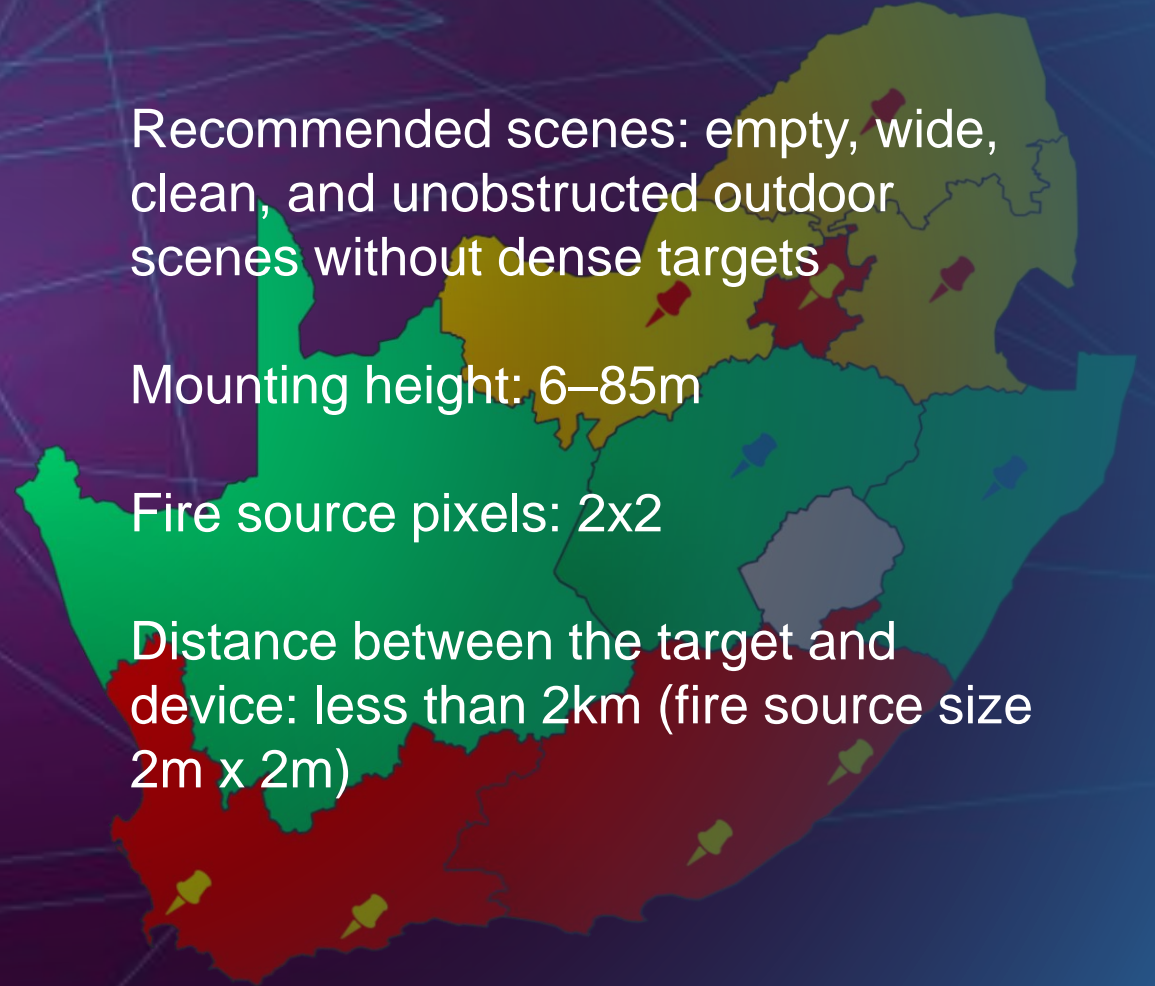 Recommended scenes: empty, wide,
clean, and unobstructed outdoor
scenes without dense targets
Mounting height: 6–85m
Fire source pixels: 2x2
Distance between the target and
device: less than 2km (fire source size
2m x 2m)